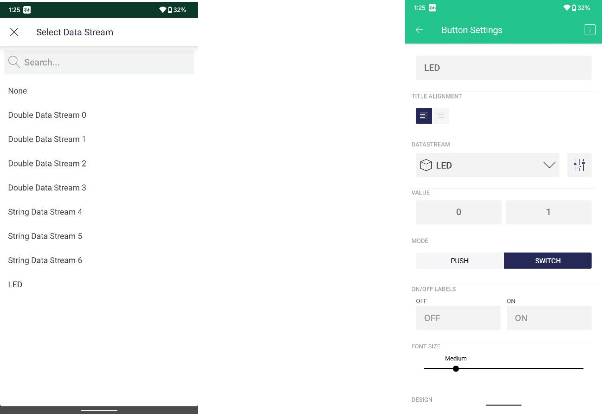 1:25
32%
Select Data Stream
Search...
None
Double Data Stream 0
Double Data Stream 1
Double Data Stream 2
Double Data Stream 3
String Data Stream 4
String Data Stream 5
String Data Stream 6
LED
1:25
32%
Button Settings
LED
TITLE ALIGNMENT
DATASTREAM
LED
VALUE
0 1
MODE
PUSH SWITCH
ON/OFF LABELS
OFF ON
OFF ON
FONT SIZE
Medium
DESIGN